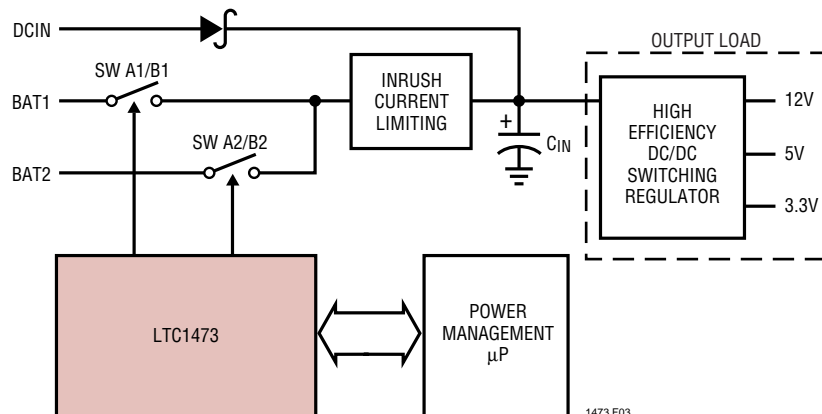 DCIN
SW A1/B1
BAT1
SW A2/B2
BAT2
INRUSH
CURRENT
LIMITING
+
CIN
OUTPUT LOAD
HIGH
EFFICIENCY
DC/DC
SWITCHING
REGULATOR
12V
5V
3.3V
LTC1473
POWER
MANAGEMENT
µP
1473 F03